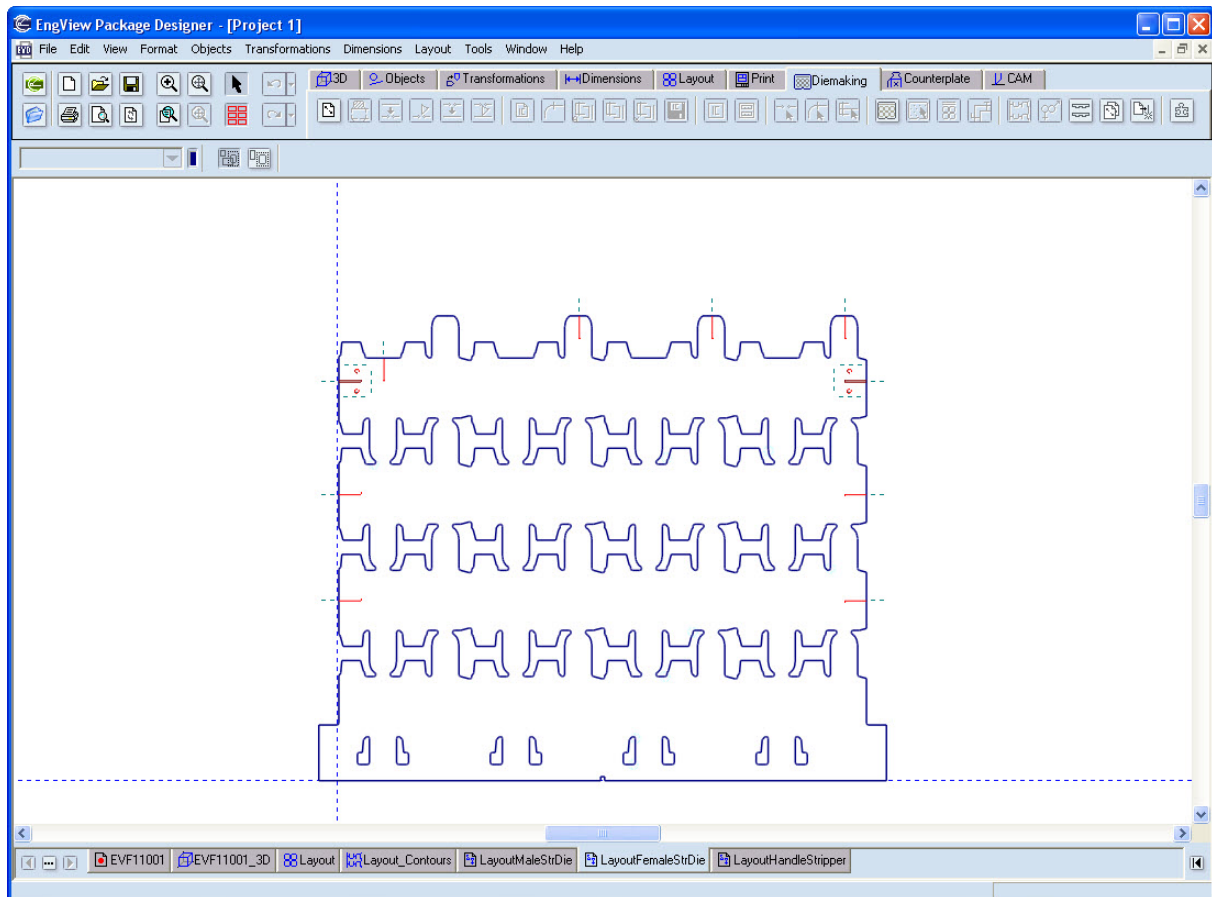 EngView Package Designer - [Project 1]
File Edit View Format Objects Transformations Dimensions Layout Tools Window Help
3D Objects Transformations Dimensions Layout Print Diemaking Counterplate CAM
EVF11001 EVF11001_3D Layout Layout_Contours LayoutMaleStrDie LayoutFemaleStrDie LayoutHandleStripper